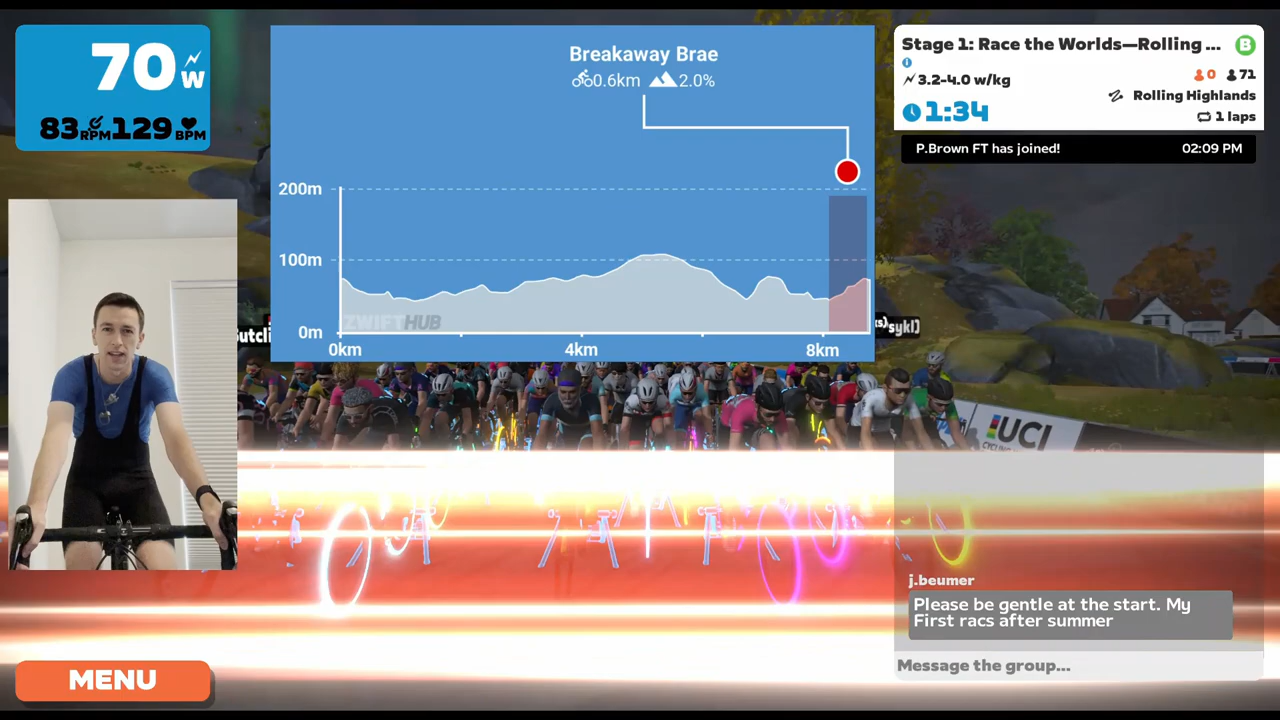 70 W
83 RPM 129 BPM
Breakaway Brae
0.6km 2.0%
200m
100m
0m
ZWIFTHUB
0km 4km 8km
Stage 1: Race the Worlds—Rolling ... B
3.2-4.0 w/kg
0 71
Rolling Highlands
1:34
1 laps
P.Brown FT has joined! 02:09 PM
sykl)
UCI
j.beumer
Please be gentle at the start. My
First racs after summer
Message the group...
MENU